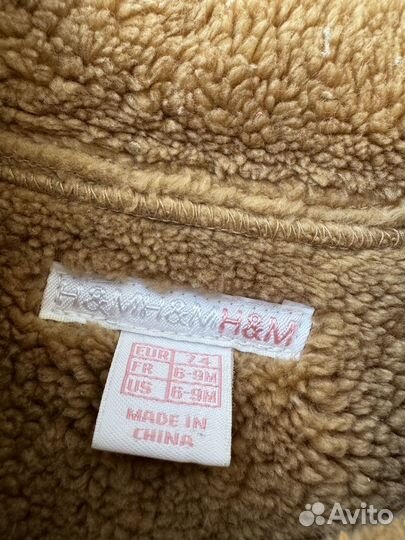 H&MH&MH&M
EUR 74
FR 6-9M
US 6-9M
MADE IN
CHINA
Avito